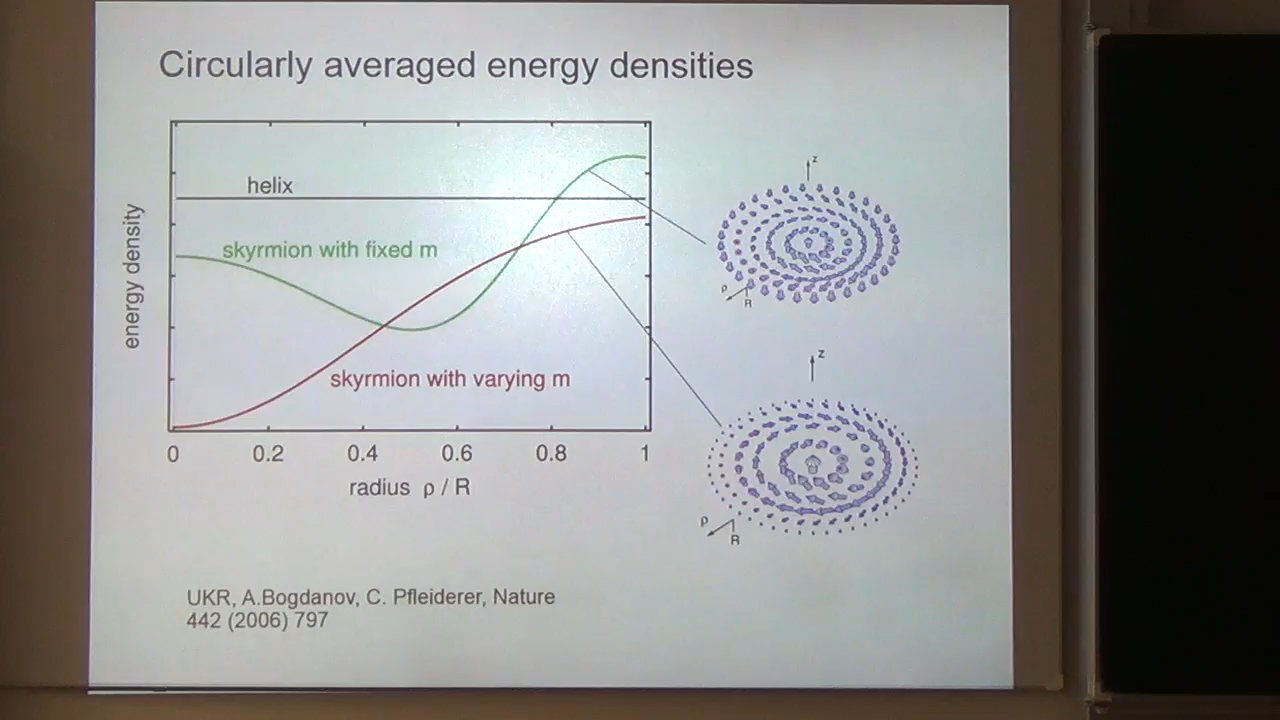 Circularly averaged energy densities
helix
skyrmion with fixed m
energy density
skyrmion with varying m
0 0.2 0.4 0.6 0.8 1
radius ρ / R
z
ρ
R
z
ρ
R
UKR, A.Bogdanov, C. Pfleiderer, Nature
442 (2006) 797